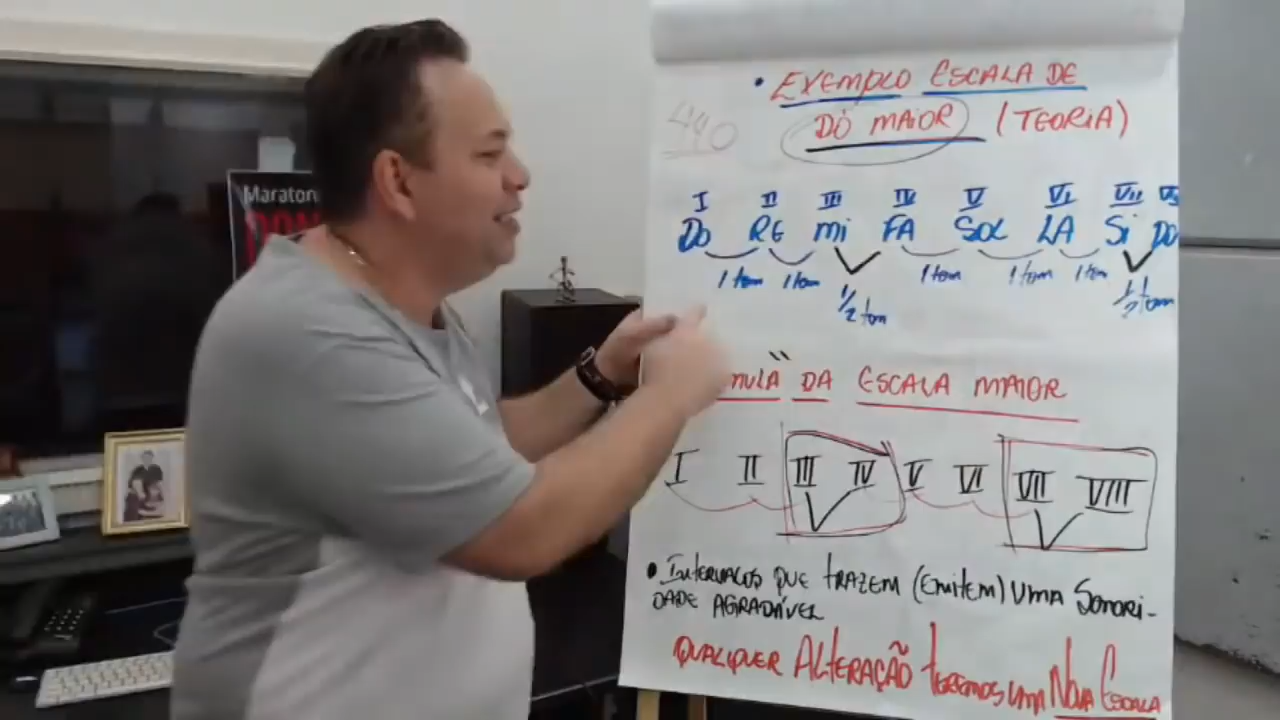 • EXEMPLO ESCALA DE
DÓ MAIOR (TEORIA)
440
I II III IV V VI VII
DO RE Mi FA SOL LA Si DO
1 tom 1 tom 1/2 tom 1 tom 1 tom 1 tom 1/2 tom
Maraton
DON
MULA" DA ESCALA MAIOR
I II III IV V VI VII VIII
• INTERVALOS QUE TRAZEM (EMITEM) UMA SONORI-
DADE AGRADÁVEL
QUALQUER ALTERAÇÃO TEREMOS UMA NOVA ESCALA